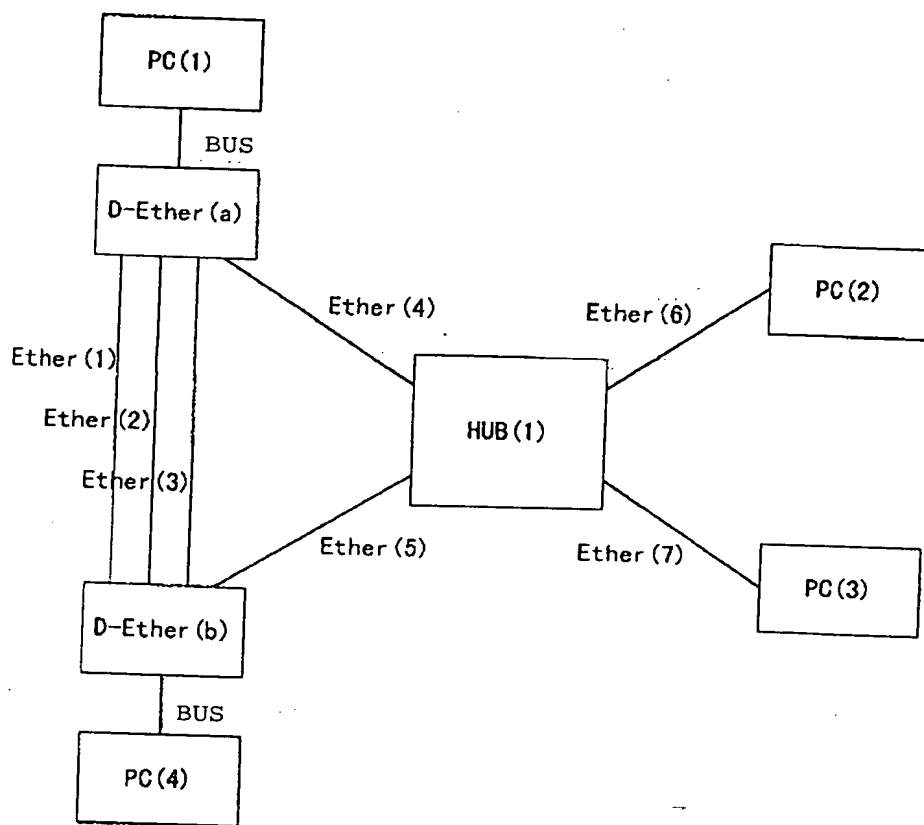 PC(1)
BUS
D-Ether(a)
Ether(4)
Ether(6)
PC(2)
Ether(1)
Ether(2)
HUB(1)
Ether(3)
Ether(5)
Ether(7)
PC(3)
D-Ether(b)
BUS
PC(4)